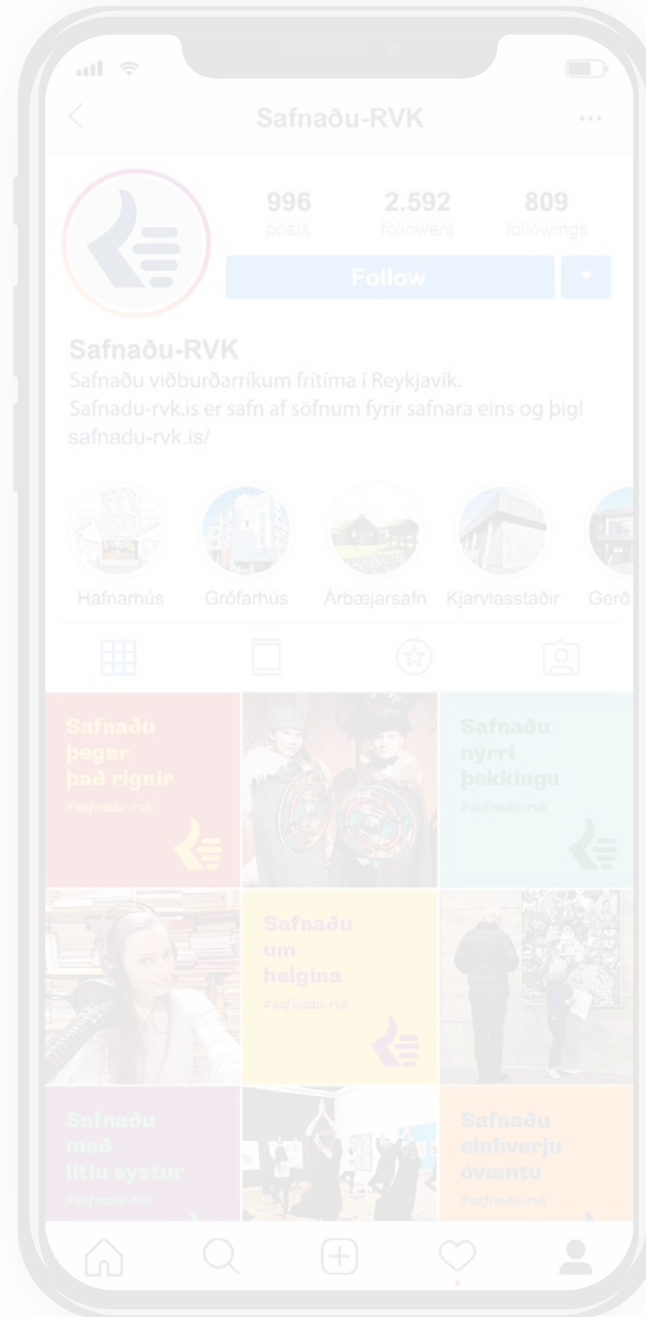 Safnaðu-RVK
996 2.592 809
posts followers followings
Follow
Safnaðu-RVK
Safnaðu viðburðarríkum frítíma í Reykjavík.
Safnadu-rvk.is er safn af söfnum fyrir safnara eins og þig!
safnadu-rvk.is/
Hafnarhús Grófarhús Árbæjarsafn Kjarvlasstaðir Gerð
Safnaðu
þegar
það rignir
#safnadu-rvk
Safnaðu
nýrri
þekkingu
#safnadu-rvk
Safnaðu
um
helgina
#safnadu-rvk
Safnaðu
með
litlu systur
#safnadu-rvk
Safnaðu
einhverju
óvæntu
#safnadu-rvk